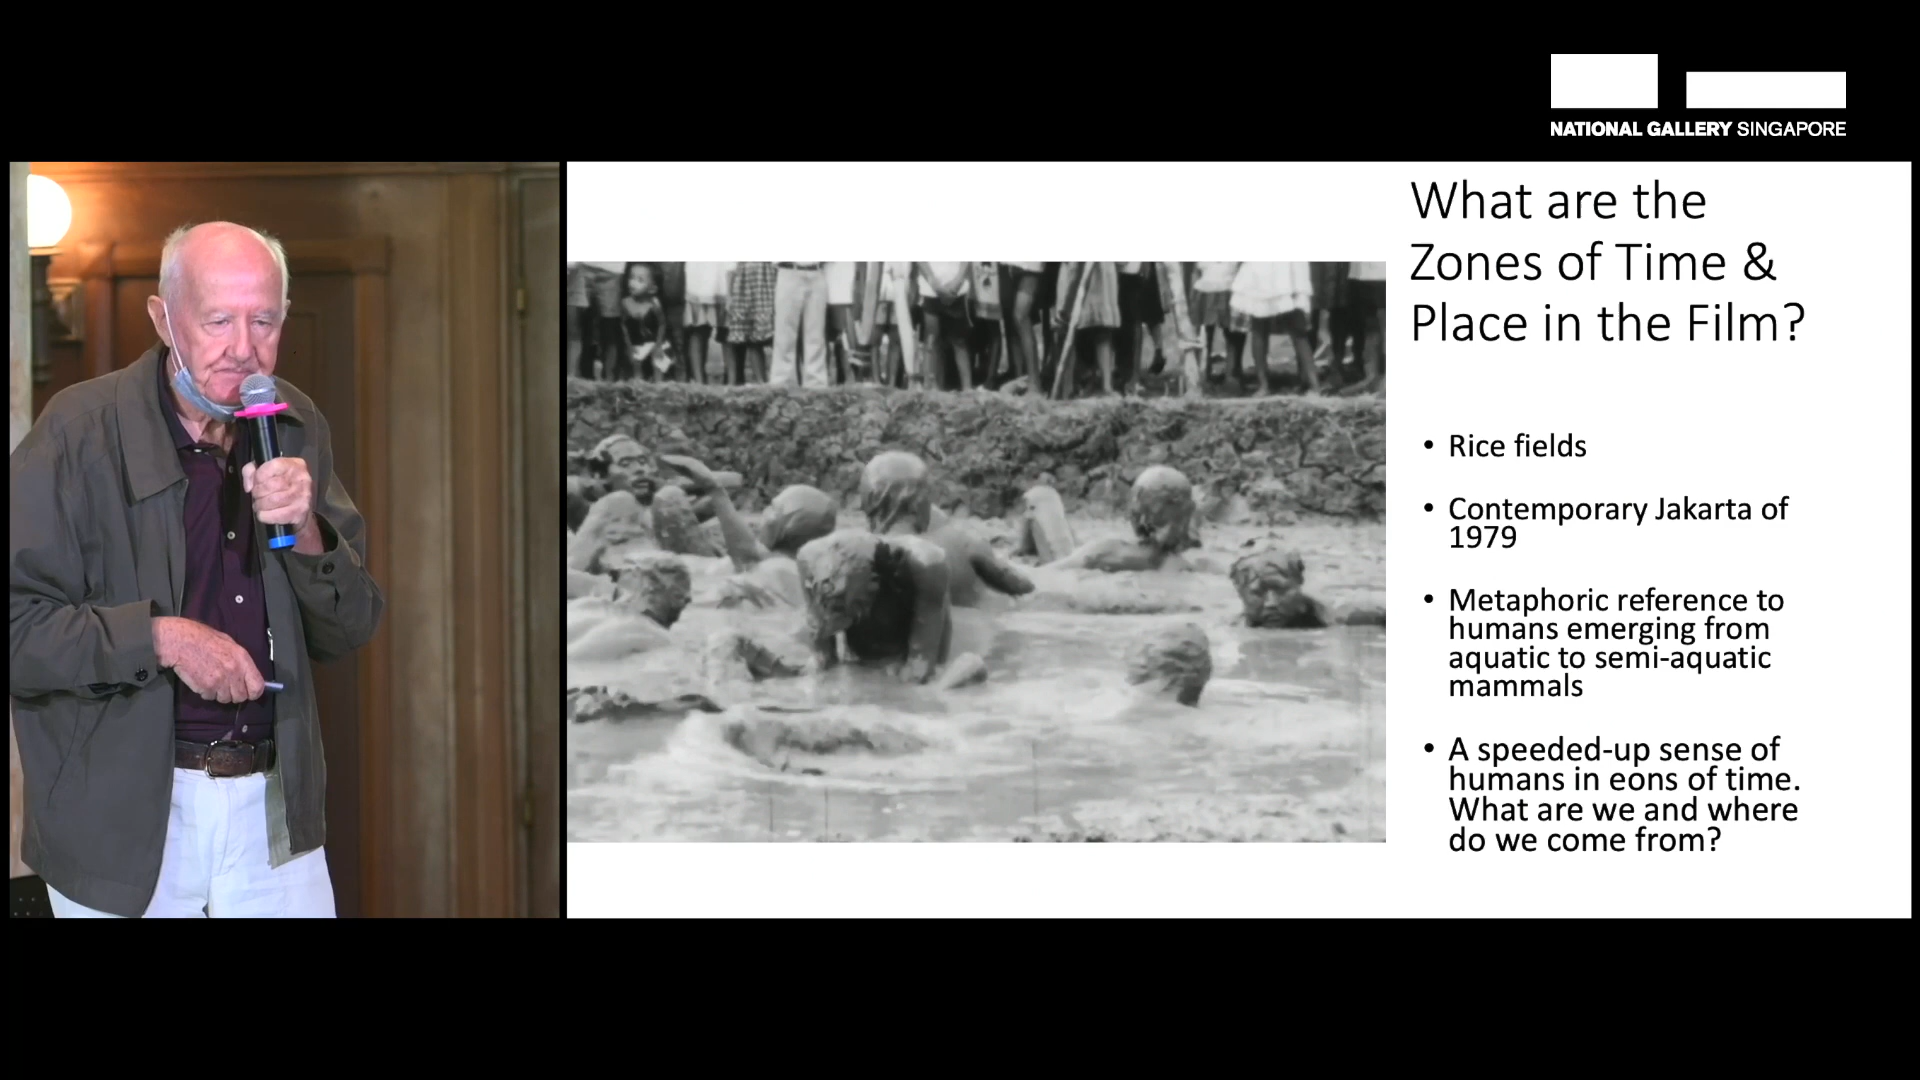 NATIONAL GALLERY SINGAPORE
What are the
Zones of Time &
Place in the Film?
• Rice fields
• Contemporary Jakarta of
1979
• Metaphoric reference to
humans emerging from
aquatic to semi-aquatic
mammals
• A speeded-up sense of
humans in eons of time.
What are we and where
do we come from?